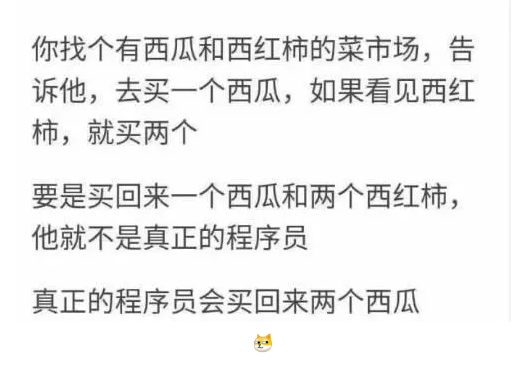 你找个有西瓜和西红柿的菜市场，告
诉他，去买一个西瓜，如果看见西红
柿，就买两个
要是买回来一个西瓜和两个西红柿，
他就不是真正的程序员
真正的程序员会买回来两个西瓜